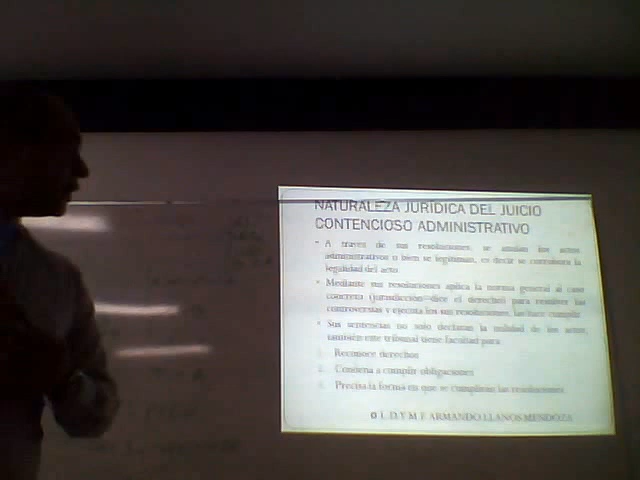 NATURALEZA JURÍDICA DEL JUICIO
CONTENCIOSO ADMINISTRATIVO
• A través de sus resoluciones, se anulan los actos
administrativos o bien se legitiman, es decir se corrobora la
legalidad del acto
• Mediante sus resoluciones aplica la norma general al caso
concreto (jurisdicción—dice el derecho) para resolver las
controversias y ejecuta los sus resoluciones, las hace cumplir
• Sus sentencias no solo declaran la nulidad de los actos,
también este tribunal tiene facultad para
1. Reconoce derechos
2. Condena a cumplir obligaciones
3. Precisa la forma en que se cumplirán las resoluciones
L. D. Y M. F. ARMANDO LLANOS MENDOZA